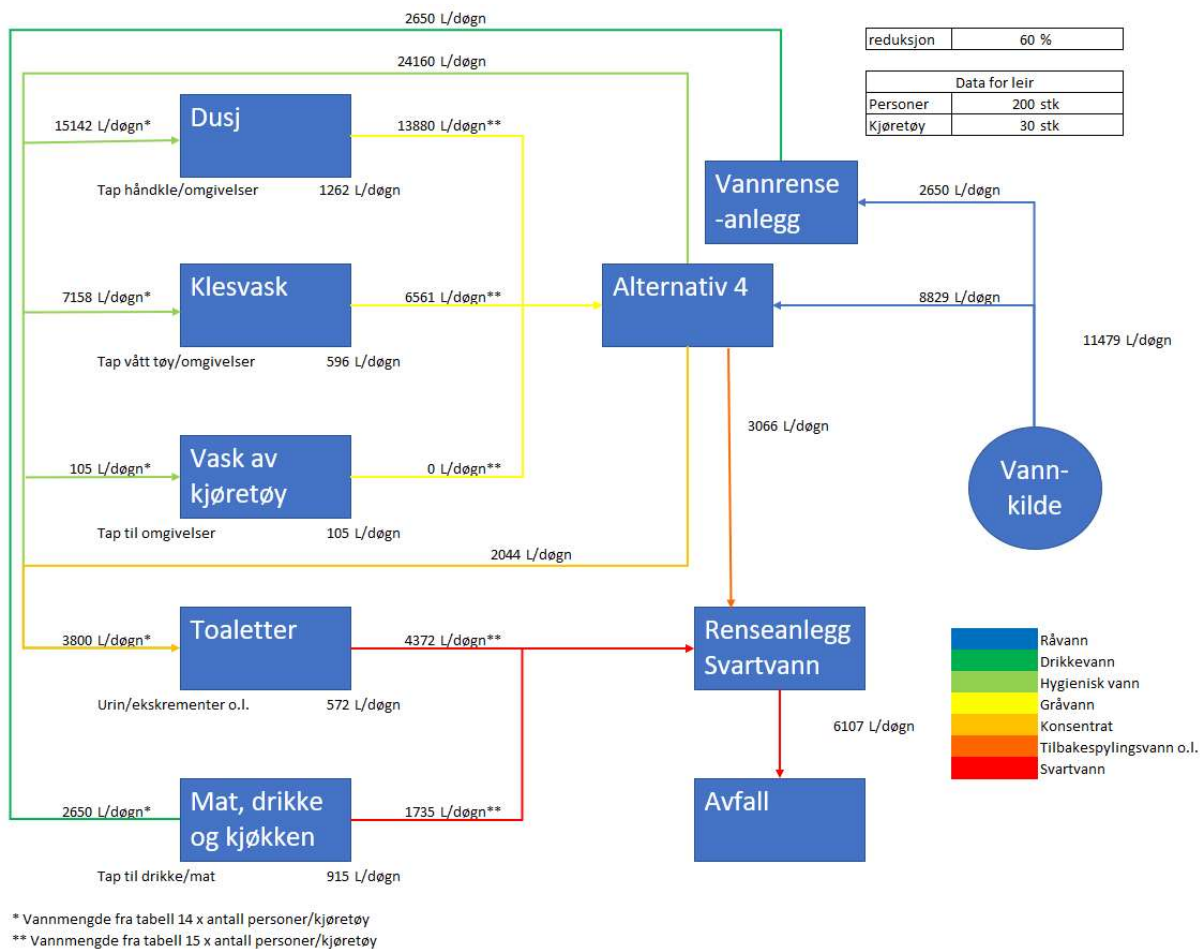 2650 L/døgn
reduksjon 60 %
24160 L/døgn
Data for leir
Personer 200 stk
Kjøretøy 30 stk
Dusj
15142 L/døgn*
13880 L/døgn**
Tap håndkle/omgivelser 1262 L/døgn
Vannrense
-anlegg
2650 L/døgn
Klesvask
7158 L/døgn*
6561 L/døgn**
Tap vått tøy/omgivelser 596 L/døgn
Alternativ 4
8829 L/døgn
11479 L/døgn
3066 L/døgn
Vask av
kjøretøy
105 L/døgn*
0 L/døgn**
Tap til omgivelser 105 L/døgn
Vann-
kilde
2044 L/døgn
Toaletter
3800 L/døgn*
4372 L/døgn**
Urin/ekskrementer o.l. 572 L/døgn
Renseanlegg
Svartvann
6107 L/døgn
Råvann
Drikkevann
Hygienisk vann
Gråvann
Konsentrat
Tilbakespylingsvann o.l.
Svartvann
Mat, drikke
og kjøkken
2650 L/døgn*
1735 L/døgn**
Tap til drikke/mat 915 L/døgn
Avfall
* Vannmengde fra tabell 14 x antall personer/kjøretøy
** Vannmengde fra tabell 15 x antall personer/kjøretøy